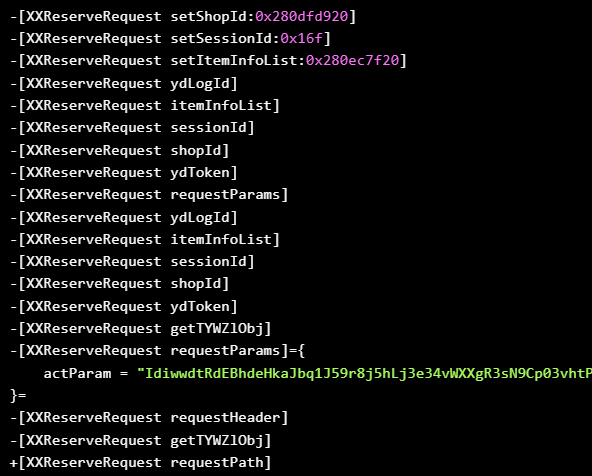 -[XXReserveRequest setShopId:0x280dfd920]
-[XXReserveRequest setSessionId:0x16f]
-[XXReserveRequest setItemInfoList:0x280ec7f20]
-[XXReserveRequest ydLogId]
-[XXReserveRequest itemInfoList]
-[XXReserveRequest sessionId]
-[XXReserveRequest shopId]
-[XXReserveRequest ydToken]
-[XXReserveRequest requestParams]
-[XXReserveRequest ydLogId]
-[XXReserveRequest itemInfoList]
-[XXReserveRequest sessionId]
-[XXReserveRequest shopId]
-[XXReserveRequest ydToken]
-[XXReserveRequest getTYWZlObj]
-[XXReserveRequest requestParams]={
actParam = "IdiwwdtRdEBhdeHkaJbq1J59r8j5hLj3e34vWXXgR3sN9Cp03vhtP
}=
-[XXReserveRequest requestHeader]
-[XXReserveRequest getTYWZlObj]
+[XXReserveRequest requestPath]